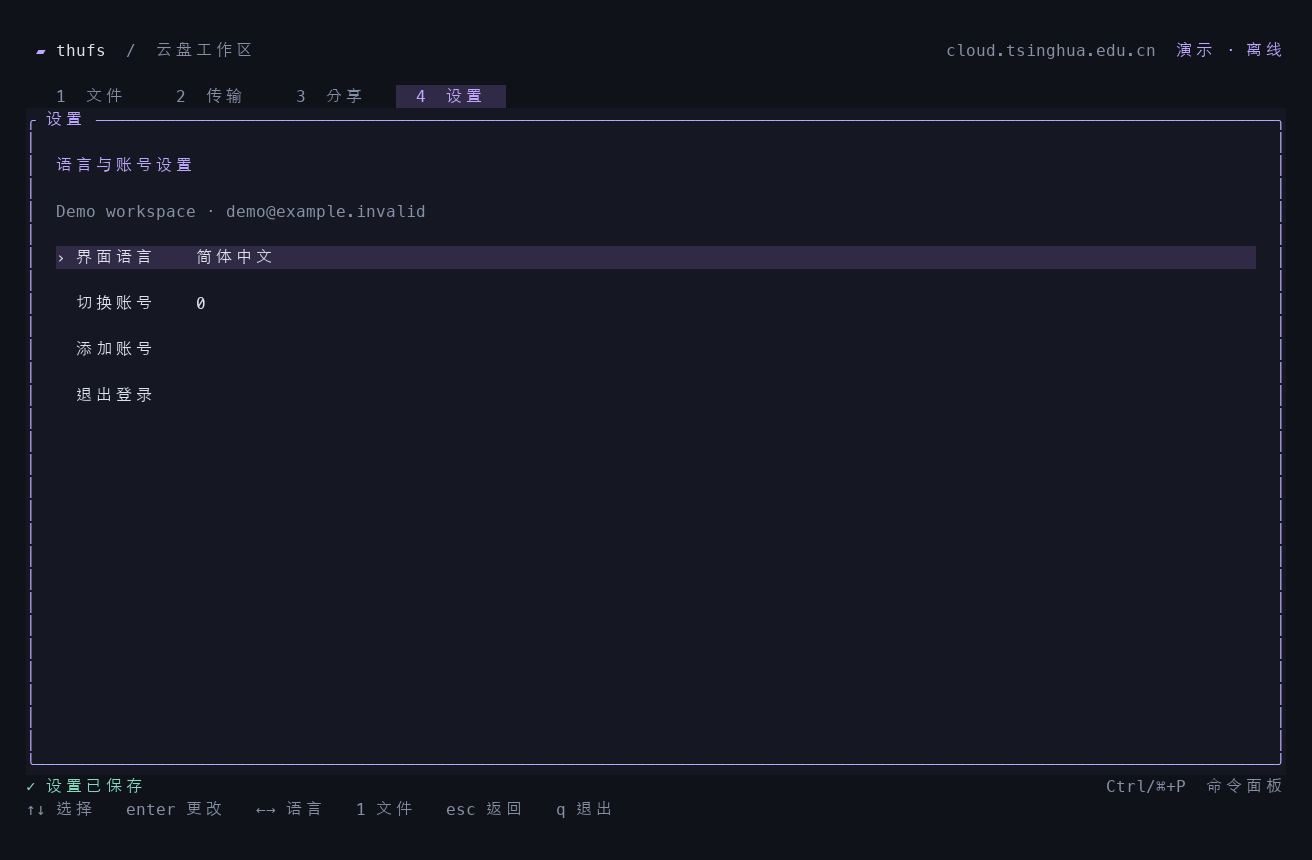 ▰ thufs / 云盘工作区 cloud.tsinghua.edu.cn 演示 · 离线
1 文件 2 传输 3 分享 4 设置
设置
语言与账号设置
Demo workspace · demo@example.invalid
› 界面语言 简体中文
切换账号 0
添加账号
退出登录
✓ 设置已保存 Ctrl/⌘+P 命令面板
↑↓ 选择 enter 更改 ←→ 语言 1 文件 esc 返回 q 退出